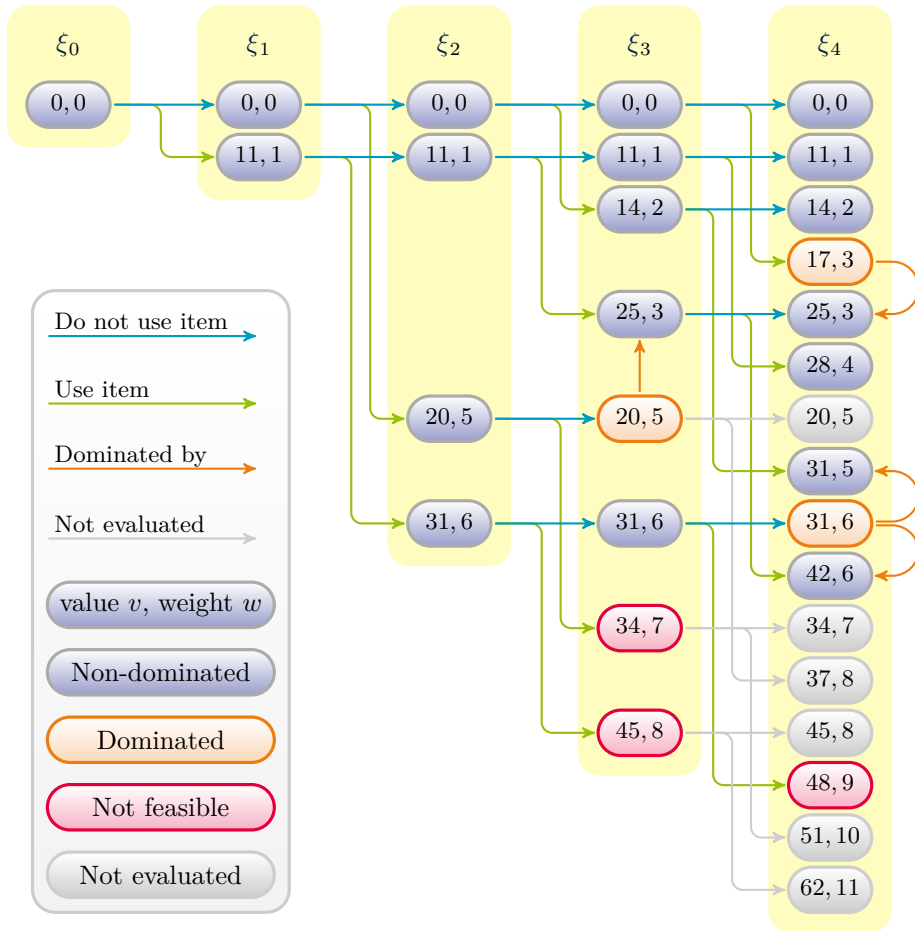 ξ₀ ξ₁ ξ₂ ξ₃ ξ₄
0, 0 0, 0 0, 0 0, 0 0, 0
11, 1 11, 1 11, 1 11, 1
14, 2 14, 2
17, 3
25, 3 25, 3
28, 4
20, 5 20, 5 20, 5
31, 5
31, 6 31, 6 31, 6
42, 6
34, 7 34, 7
37, 8
45, 8 45, 8
48, 9
51, 10
62, 11
Do not use item
Use item
Dominated by
Not evaluated
value v, weight w
Non-dominated
Dominated
Not feasible
Not evaluated